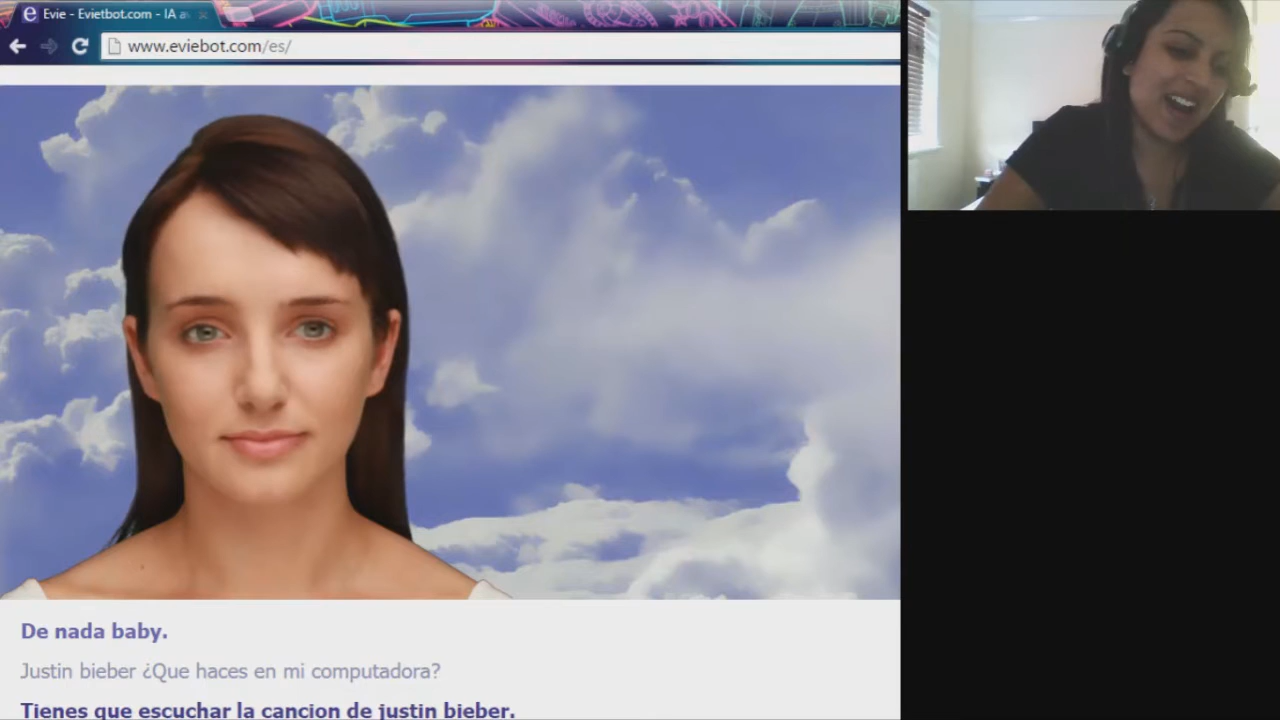 Evie - Eviebot.com - IA
www.eviebot.com/es/
De nada baby.
Justin bieber ¿Que haces en mi computadora?
Tienes que escuchar la cancion de justin bieber.